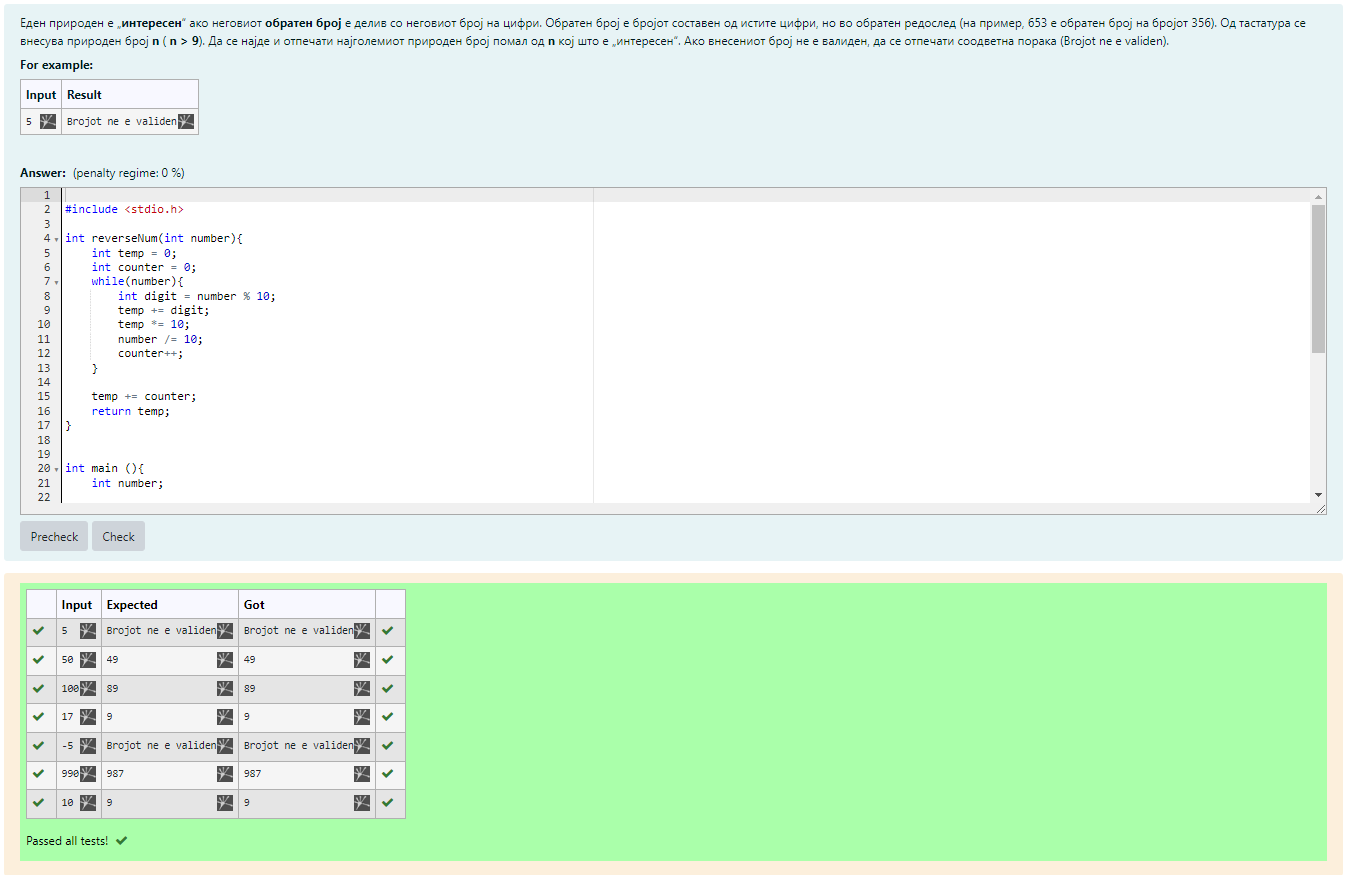 Еден природен е „интересен“ ако неговиот обратен број е делив со неговиот број на цифри. Обратен број е бројот составен од истите цифри, но во обратен редослед (на пример, 653 е обратен број на бројот 356). Од тастатура се
внесува природен број n ( n > 9). Да се најде и отпечати најголемиот природен број помал од n кој што е „интересен“. Ако внесениот број не е валиден, да се отпечати соодветна порака (Brojot ne e validen).
For example:
Input Result
5 Brojot ne e validen
Answer: (penalty regime: 0 %)
1
2 #include <stdio.h>
3
4 int reverseNum(int number){
5 int temp = 0;
6 int counter = 0;
7 while(number){
8 int digit = number % 10;
9 temp += digit;
10 temp *= 10;
11 number /= 10;
12 counter++;
13 }
14
15 temp += counter;
16 return temp;
17 }
18
19
20 int main (){
21 int number;
22
Precheck Check
Input Expected Got
5 Brojot ne e validen Brojot ne e validen
50 49 49
100 89 89
17 9 9
-5 Brojot ne e validen Brojot ne e validen
990 987 987
10 9 9
Passed all tests!